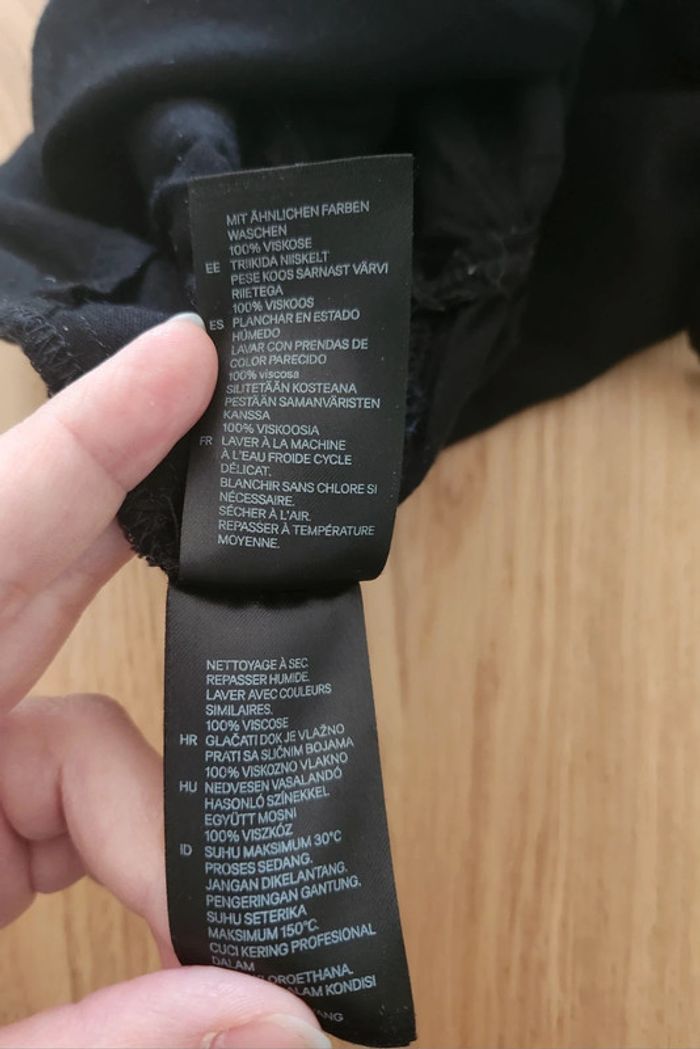 MIT ÄHNLICHEN FARBEN
WASCHEN
100% VISKOSE
EE TRIIKIDA NIISKELT
PESE KOOS SARNAST VÄRVI
RIIETEGA
100% VISKOOS
ES PLANCHAR EN ESTADO
HÚMEDO
LAVAR CON PRENDAS DE
COLOR PARECIDO
100% viscosa
SILITETÄÄN KOSTEANA
PESTÄÄN SAMANVÄRISTEN
KANSSA
100% VISKOOSIA
FR LAVER À LA MACHINE
À L'EAU FROIDE CYCLE
DÉLICAT.
BLANCHIR SANS CHLORE SI
NÉCESSAIRE.
SÉCHER À L'AIR.
REPASSER À TEMPÉRATURE
MOYENNE.
NETTOYAGE À SEC.
REPASSER HUMIDE.
LAVER AVEC COULEURS
SIMILAIRES.
100% VISCOSE
HR GLAČATI DOK JE VLAŽNO
PRATI SA SLIČNIM BOJAMA
100% VISKOZNO VLAKNO
HU NEDVESEN VASALANDÓ
HASONLÓ SZÍNEKKEL
EGYÜTT MOSNI
100% VISZKÓZ
ID SUHU MAKSIMUM 30°C
PROSES SEDANG.
JANGAN DIKELANTANG.
PENGERINGAN GANTUNG.
SUHU SETERIKA
MAKSIMUM 150°C.
CUCI KERING PROFESIONAL
DALAM
KONDISI